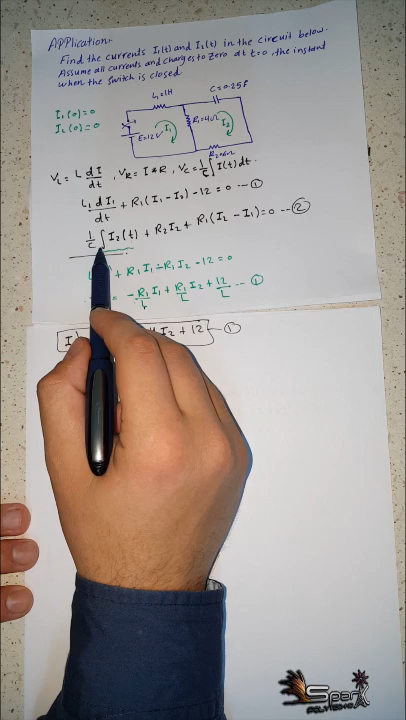 APPlication:
Find the currents I₁(t) and I₂(t) in the circuit below.
Assume all currents and charges to zero at t=0, the instant
when the switch is closed.
I₁(0)=0
I₂(0)=0
L₁=1H
C=0.25F
R₁=4Ω
E=12V
I₁
I₂
V_L = L dI/dt, V_R = I * R, V_C = 1/C ∫ I(t) dt.
L₁ dI₁/dt + R₁(I₁ - I₂) - 12 = 0 -- ①
1/C ∫ I₂(t) + R₂I₂ + R₁(I₂ - I₁) = 0 -- ②
+ R₁I₁ - R₁I₂ - 12 = 0
= -R₁/L I₁ + R₁/L I₂ + 12/L -- ①
I₂ + 12 - ①
Spark